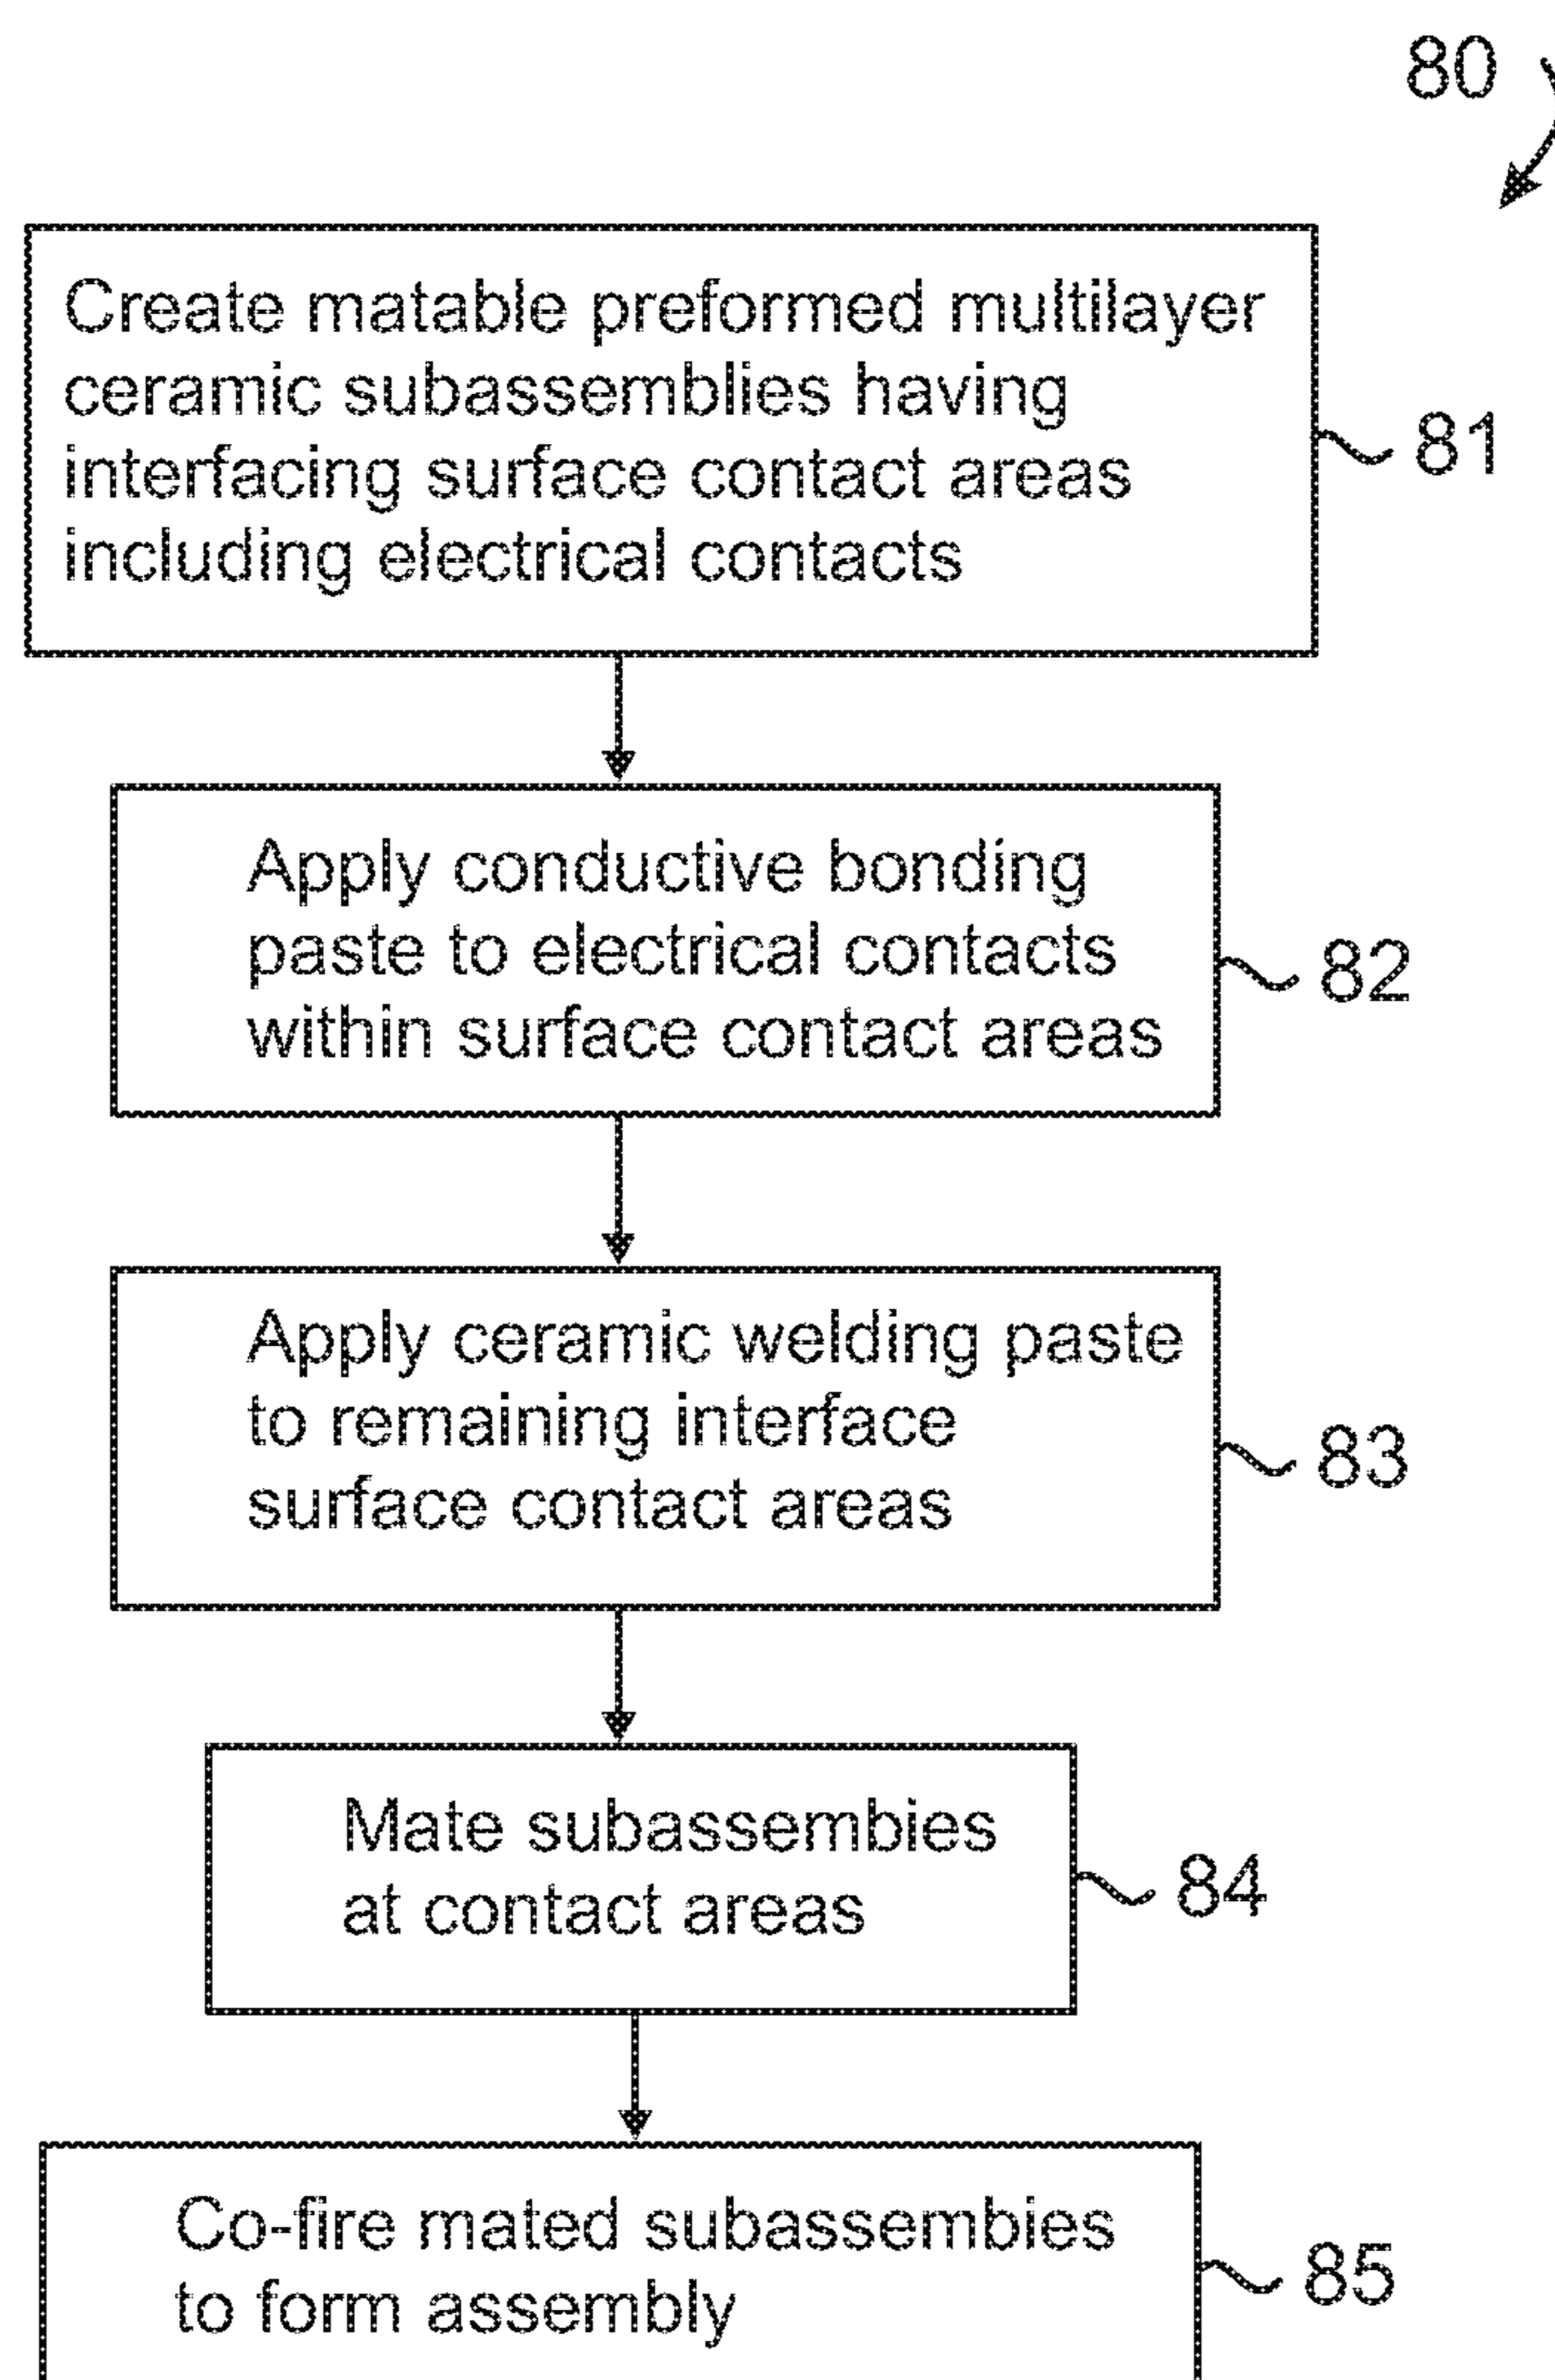 80
Create matable preformed multilayer
ceramic subassemblies having
interfacing surface contact areas
including electrical contacts
81
Apply conductive bonding
paste to electrical contacts
within surface contact areas
82
Apply ceramic welding paste
to remaining interface
surface contact areas
83
Mate subassembies
at contact areas
84
Co-fire mated subassembies
to form assembly
85